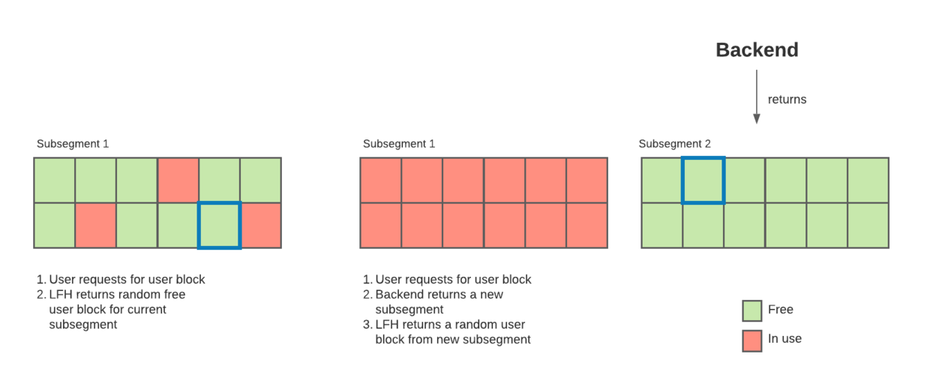 Backend
returns
Subsegment 1
Subsegment 1
Subsegment 2
1. User requests for user block
2. LFH returns random free
user block for current
subsegment
1. User requests for user block
2. Backend returns a new
subsegment
3. LFH returns a random user
block from new subsegment
Free
In use